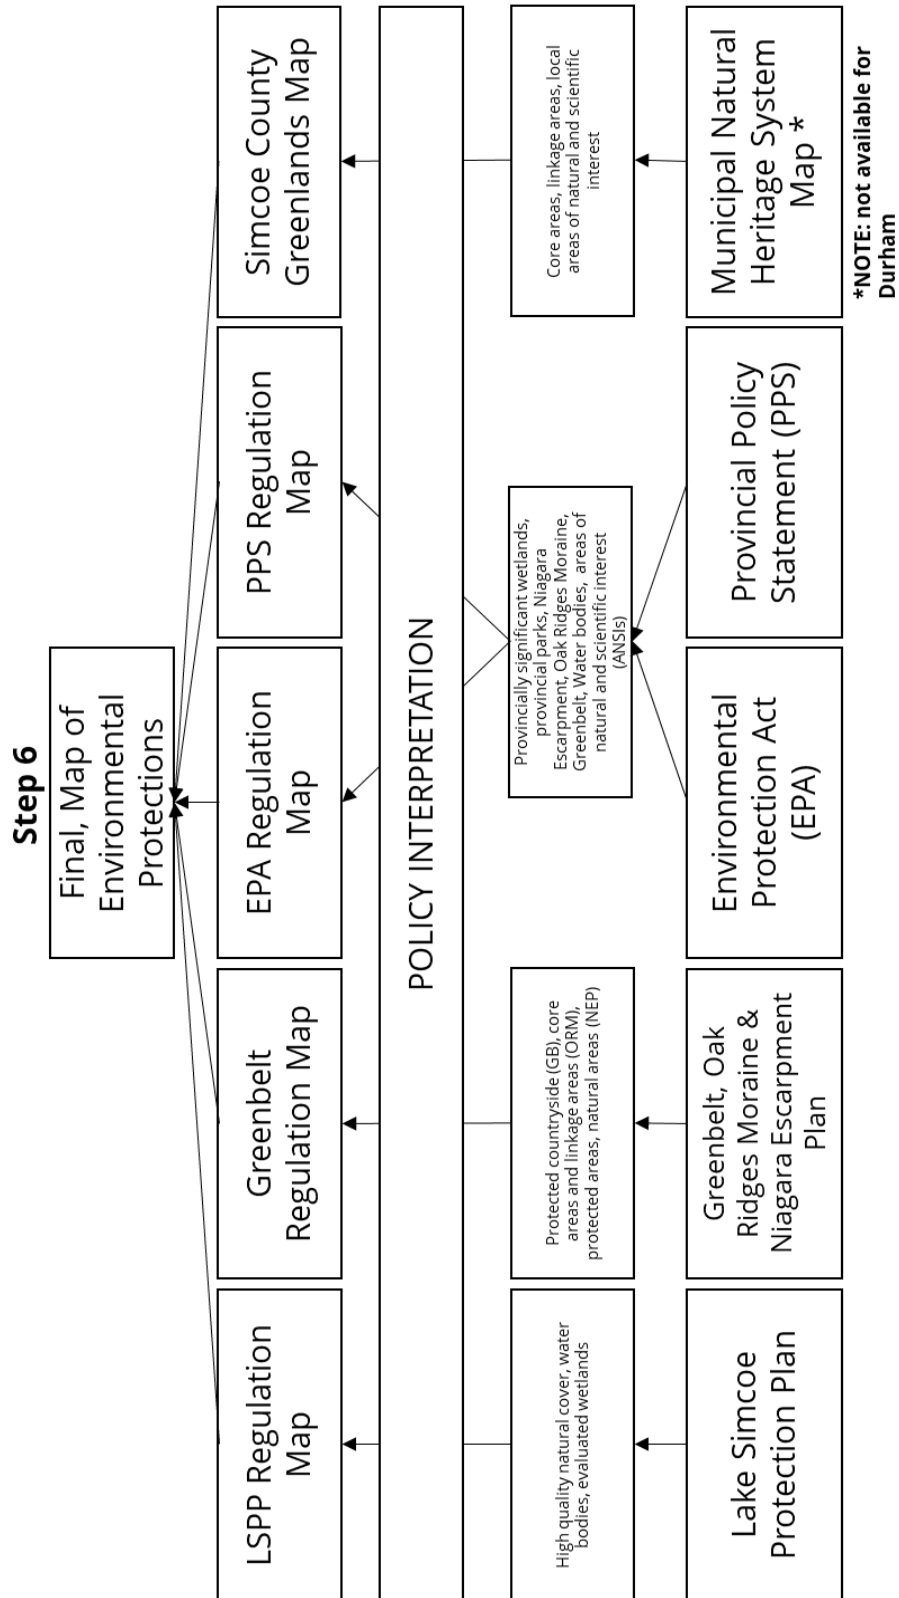 Step 6
Final, Map of
Environmental
Protections
LSPP Regulation
Map
Greenbelt
Regulation Map
EPA Regulation
Map
PPS Regulation
Map
Simcoe County
Greenlands Map
POLICY INTERPRETATION
High quality natural cover, water
bodies, evaluated wetlands
Protected countryside (GB), core
areas and linkage areas (ORM),
protected areas, natural areas (NEP)
Provincially significant wetlands,
provincial parks, Niagara
Escarpment, Oak Ridges Moraine,
Greenbelt, Water bodies, areas of
natural and scientific interest
(ANSIs)
Core areas, linkage areas, local
areas of natural and scientific
interest
Lake Simcoe
Protection Plan
Greenbelt, Oak
Ridges Moraine &
Niagara Escarpment
Plan
Environmental
Protection Act
(EPA)
Provincial Policy
Statement (PPS)
Municipal Natural
Heritage System
Map *
*NOTE: not available for
Durham